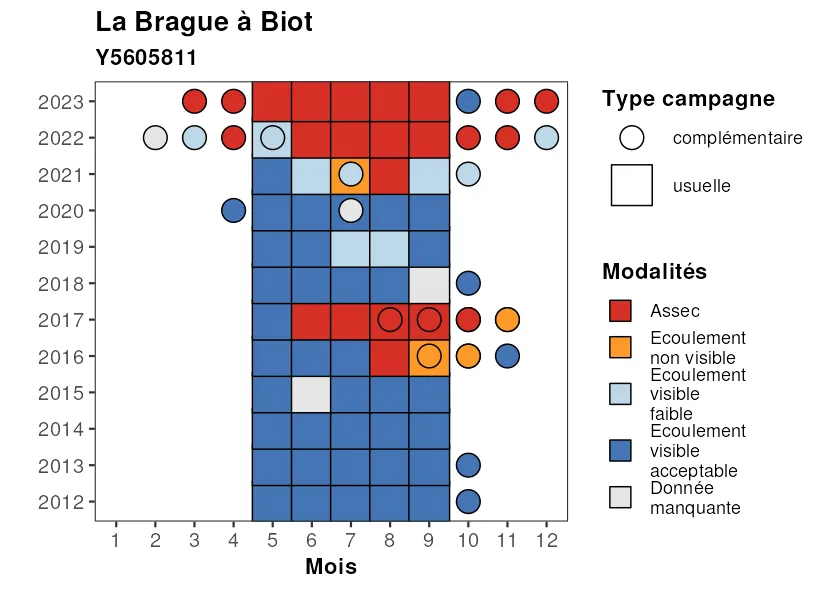 La Brague à Biot
Y5605811
2023
2022
2021
2020
2019
2018
2017
2016
2015
2014
2013
2012
1 2 3 4 5 6 7 8 9 10 11 12
Mois
Type campagne
complémentaire
usuelle
Modalités
Assec
Ecoulement
non visible
Ecoulement
visible
faible
Ecoulement
visible
acceptable
Donnée
manquante